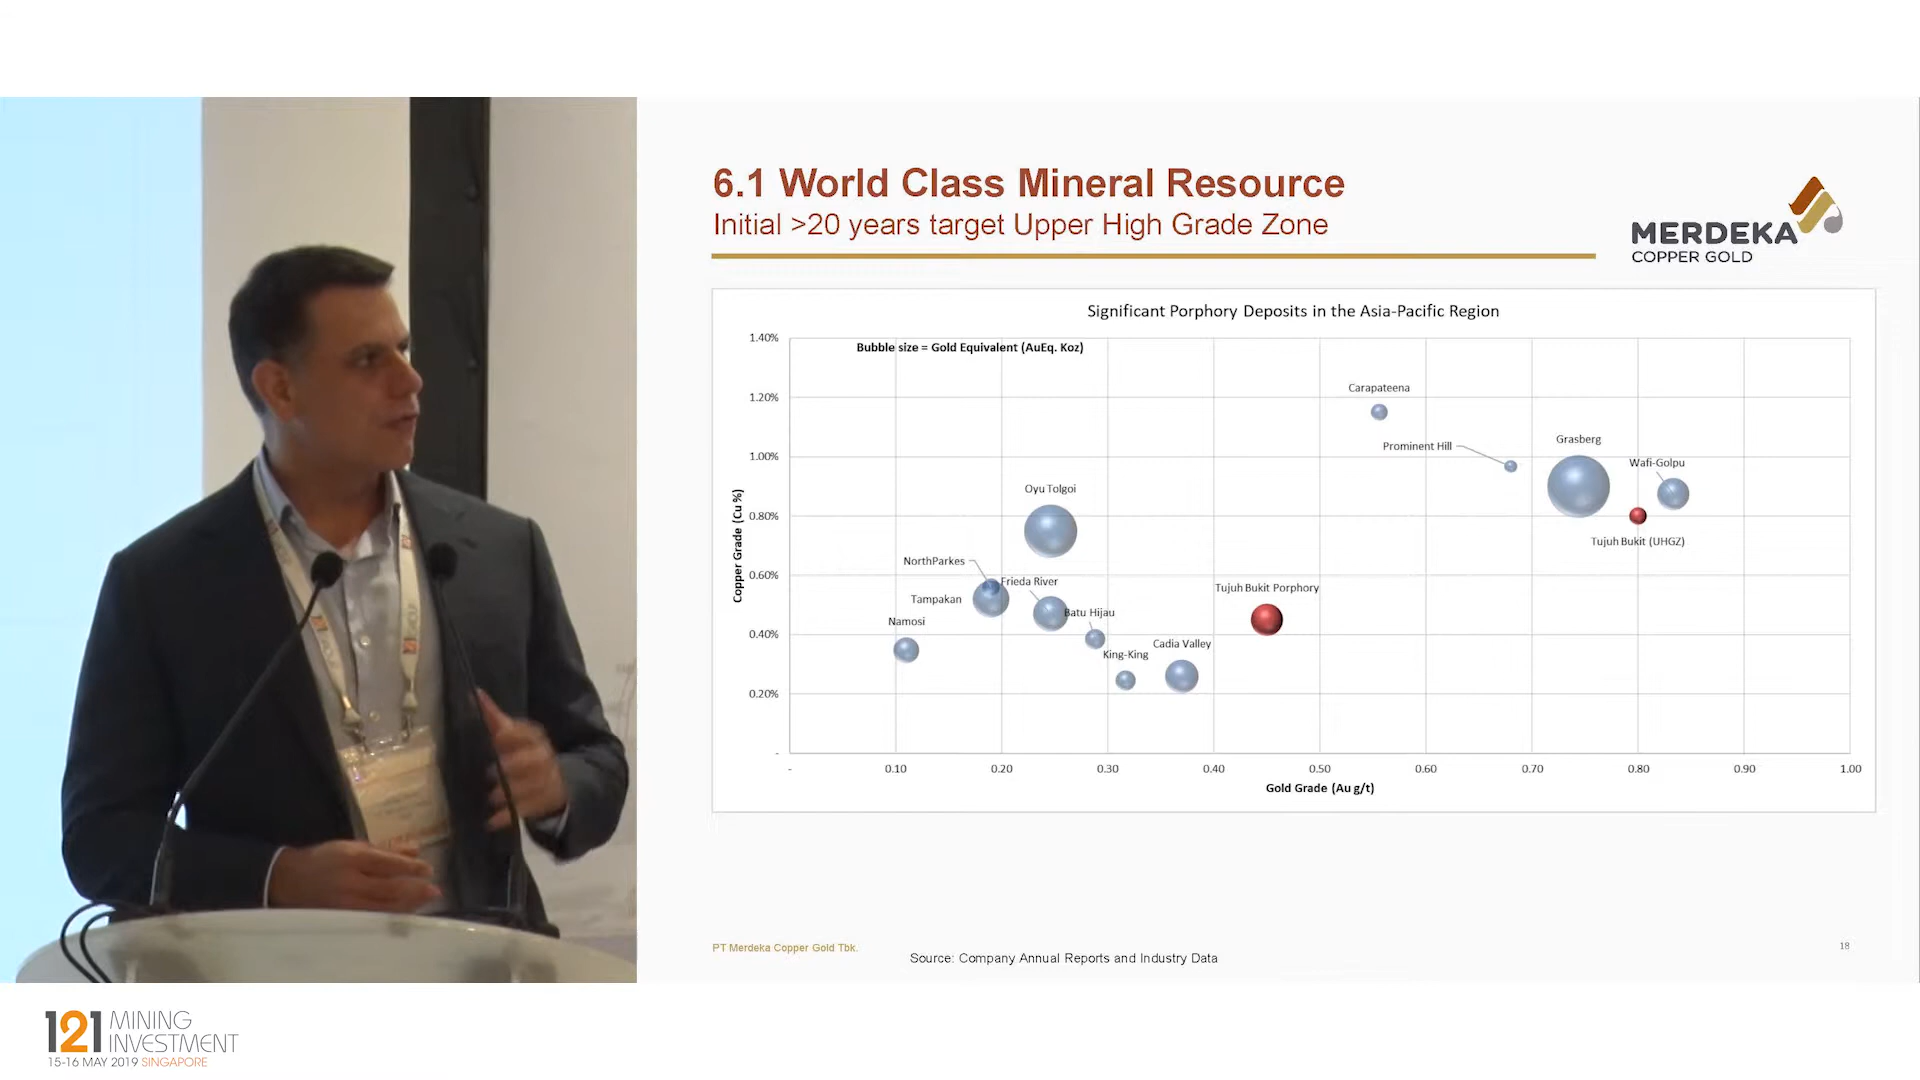 6.1 World Class Mineral Resource
Initial >20 years target Upper High Grade Zone
MERDEKA
COPPER GOLD
Significant Porphory Deposits in the Asia-Pacific Region
Bubble size = Gold Equivalent (AuEq. Koz)
Copper Grade (Cu %)
1.40%
1.20%
1.00%
0.80%
0.60%
0.40%
0.20%
-
Carapateena
Prominent Hill
Grasberg
Wafi-Golpu
Oyu Tolgoi
Tujuh Bukit (UHGZ)
NorthParkes
Frieda River
Tujuh Bukit Porphory
Tampakan
Batu Hijau
Namosi
Cadia Valley
King-King
- 0.10 0.20 0.30 0.40 0.50 0.60 0.70 0.80 0.90 1.00
Gold Grade (Au g/t)
PT Merdeka Copper Gold Tbk.
Source: Company Annual Reports and Industry Data
18
121 MINING
INVESTMENT
15-16 MAY 2019 SINGAPORE